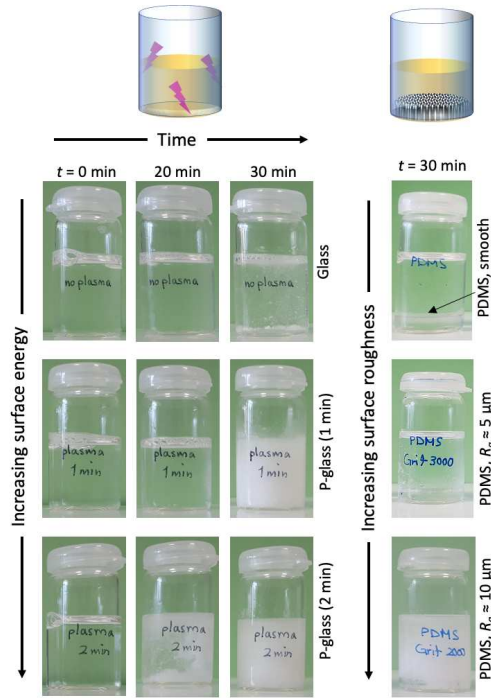 Time
t = 0 min
20 min
30 min
t = 30 min
Increasing surface energy
no plasma
no plasma
no plasma
Glass
plasma
1 min
plasma
1 min
plasma
1 min
P-glass (1 min)
plasma
2 min
plasma
2 min
plasma
2 min
P-glass (2 min)
Increasing surface roughness
PDMS
PDMS, smooth
PDMS
Grit 3000
PDMS, Rₐ ≈ 5 µm
PDMS
Grit 2000
PDMS, Rₐ ≈ 10 µm